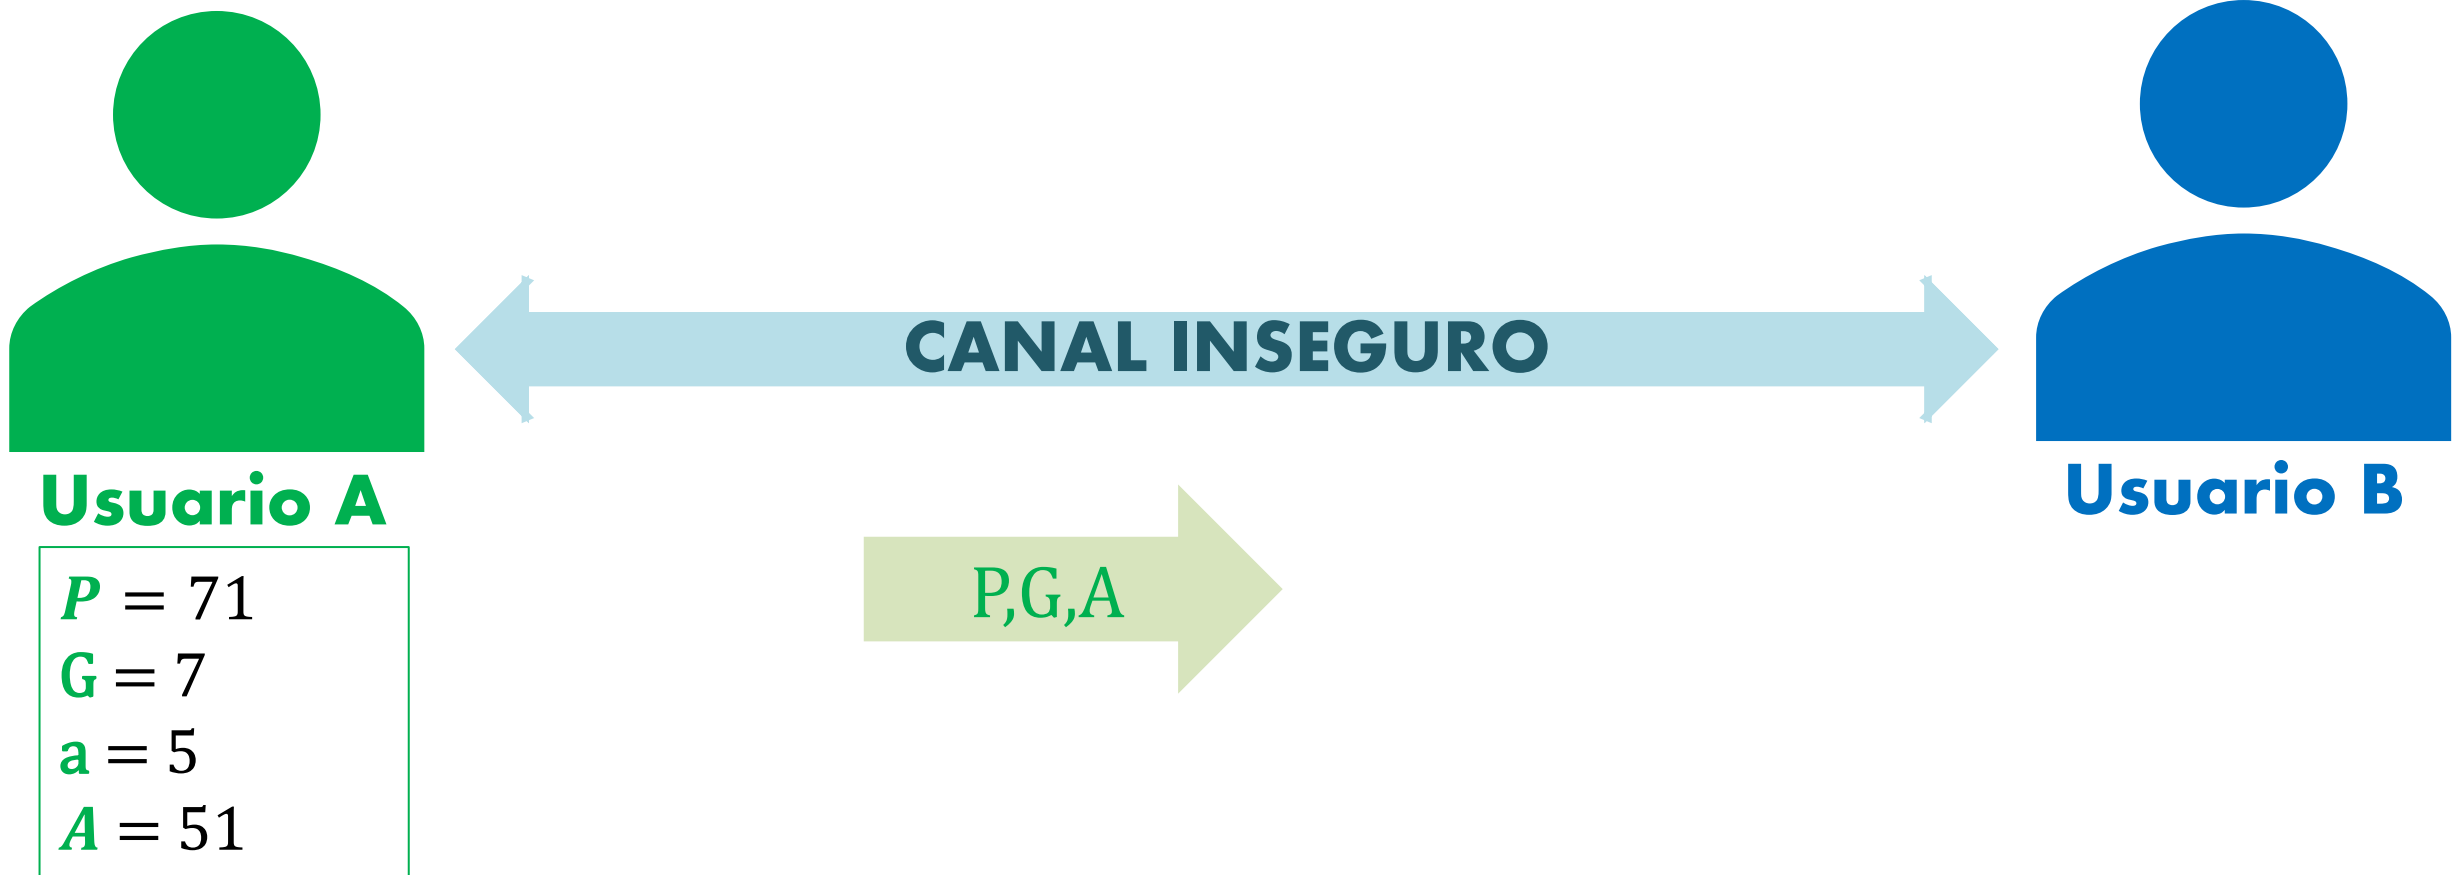 CANAL INSEGURO
Usuario A
Usuario B
P = 71
G = 7
a = 5
A = 51
P,G,A